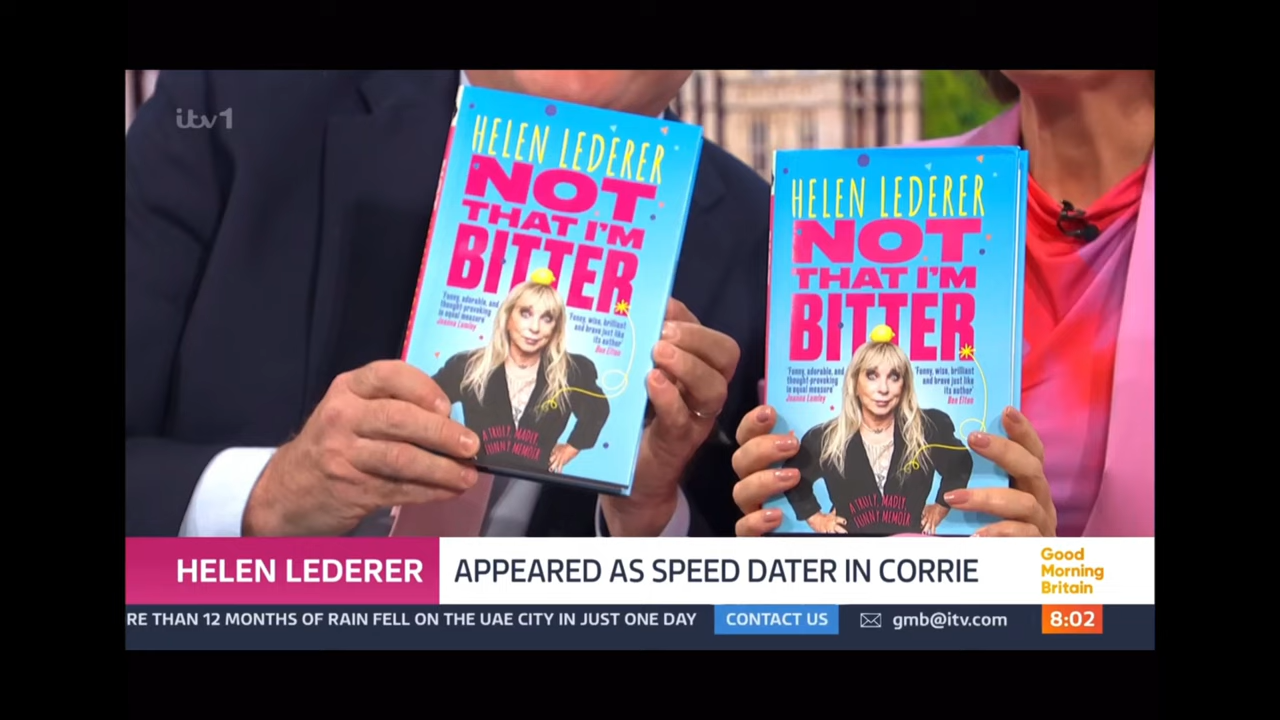 itv1
HELEN LEDERER
NOT
THAT I'M
BITTER
'Funny, adorable, and
thought-provoking
in equal measure'
Joanna Lumley
'Funny, wise, brilliant
and brave just like
its author'
Ben Elton
A TRULY, MADLY,
FUNNY MEMOIR
HELEN LEDERER
NOT
THAT I'M
BITTER
'Funny, adorable, and
thought-provoking
in equal measure'
Joanna Lumley
'Funny, wise, brilliant
and brave just like
its author'
Ben Elton
A TRULY, MADLY,
FUNNY MEMOIR
HELEN LEDERER
APPEARED AS SPEED DATER IN CORRIE
Good
Morning
Britain
RE THAN 12 MONTHS OF RAIN FELL ON THE UAE CITY IN JUST ONE DAY
CONTACT US
gmb@itv.com
8:02